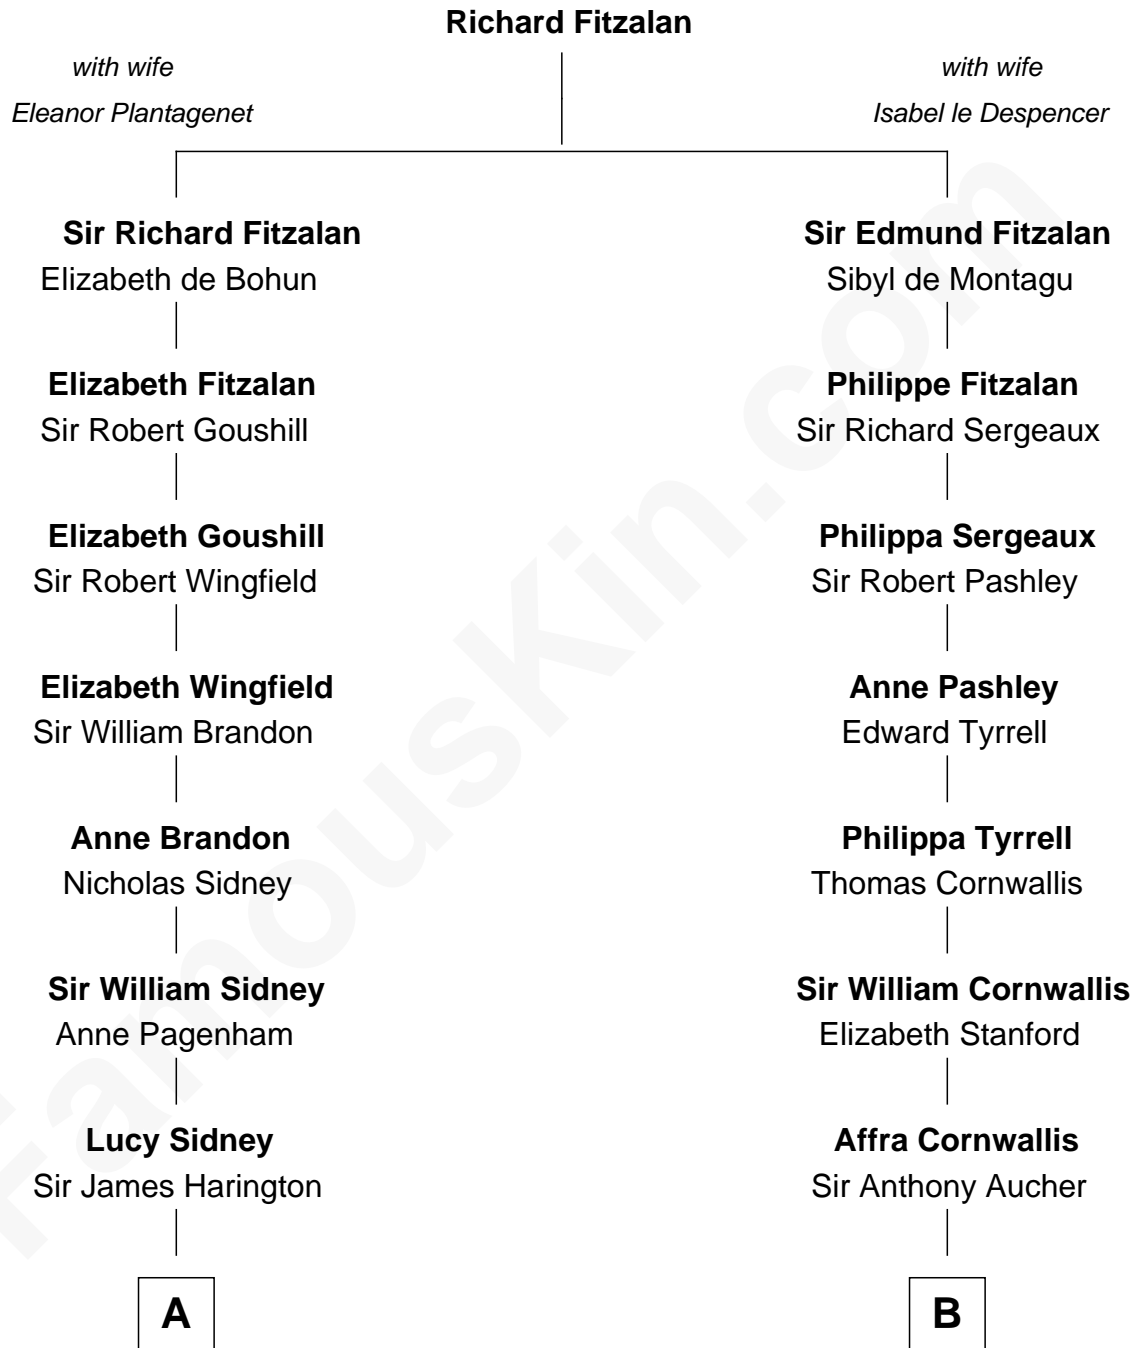 Richard Fitzalan
with wife
Eleanor Plantagenet
with wife
Isabel le Despencer
Sir Richard Fitzalan
Elizabeth de Bohun
Sir Edmund Fitzalan
Sibyl de Montagu
Elizabeth Fitzalan
Sir Robert Goushill
Philippe Fitzalan
Sir Richard Sergeaux
Elizabeth Goushill
Sir Robert Wingfield
Philippa Sergeaux
Sir Robert Pashley
Elizabeth Wingfield
Sir William Brandon
Anne Pashley
Edward Tyrrell
Anne Brandon
Nicholas Sidney
Philippa Tyrrell
Thomas Cornwallis
Sir William Sidney
Anne Pagenham
Sir William Cornwallis
Elizabeth Stanford
Lucy Sidney
Sir James Harington
Affra Cornwallis
Sir Anthony Aucher
A
B
FamousKin.com